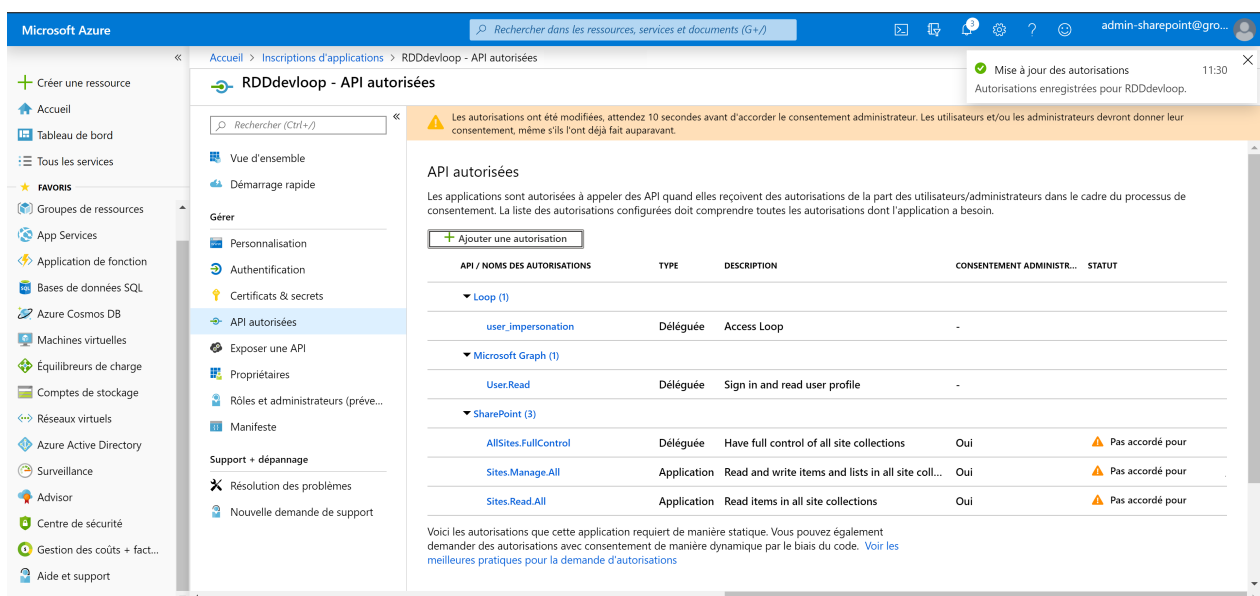 Microsoft Azure
Rechercher dans les ressources, services et documents (G+/)
3
admin-sharepoint@gro...
«
Créer une ressource
Accueil
Tableau de bord
Tous les services
FAVORIS
Groupes de ressources
App Services
Application de fonction
Bases de données SQL
Azure Cosmos DB
Machines virtuelles
Équilibreurs de charge
Comptes de stockage
Réseaux virtuels
Azure Active Directory
Surveillance
Advisor
Centre de sécurité
Gestion des coûts + fact...
Aide et support
Accueil > Inscriptions d'applications > RDDdevloop - API autorisées
RDDdevloop - API autorisées
Mise à jour des autorisations 11:30
Autorisations enregistrées pour RDDdevloop.
Rechercher (Ctrl+/)
«
Vue d'ensemble
Démarrage rapide
Gérer
Personnalisation
Authentification
Certificats & secrets
API autorisées
Exposer une API
Propriétaires
Rôles et administrateurs (préve...
Manifeste
Support + dépannage
Résolution des problèmes
Nouvelle demande de support
Les autorisations ont été modifiées, attendez 10 secondes avant d'accorder le consentement administrateur. Les utilisateurs et/ou les administrateurs devront donner leur
consentement, même s'ils l'ont déjà fait auparavant.
API autorisées
Les applications sont autorisées à appeler des API quand elles reçoivent des autorisations de la part des utilisateurs/administrateurs dans le cadre du processus de
consentement. La liste des autorisations configurées doit comprendre toutes les autorisations dont l'application a besoin.
+ Ajouter une autorisation
API / NOMS DES AUTORISATIONS TYPE DESCRIPTION CONSENTEMENT ADMINISTR... STATUT
Loop (1)
user_impersonation Déléguée Access Loop -
Microsoft Graph (1)
User.Read Déléguée Sign in and read user profile -
SharePoint (3)
AllSites.FullControl Déléguée Have full control of all site collections Oui Pas accordé pour
Sites.Manage.All Application Read and write items and lists in all site coll... Oui Pas accordé pour
Sites.Read.All Application Read items in all site collections Oui Pas accordé pour
Voici les autorisations que cette application requiert de manière statique. Vous pouvez également
demander des autorisations avec consentement de manière dynamique par le biais du code. Voir les
meilleures pratiques pour la demande d'autorisations